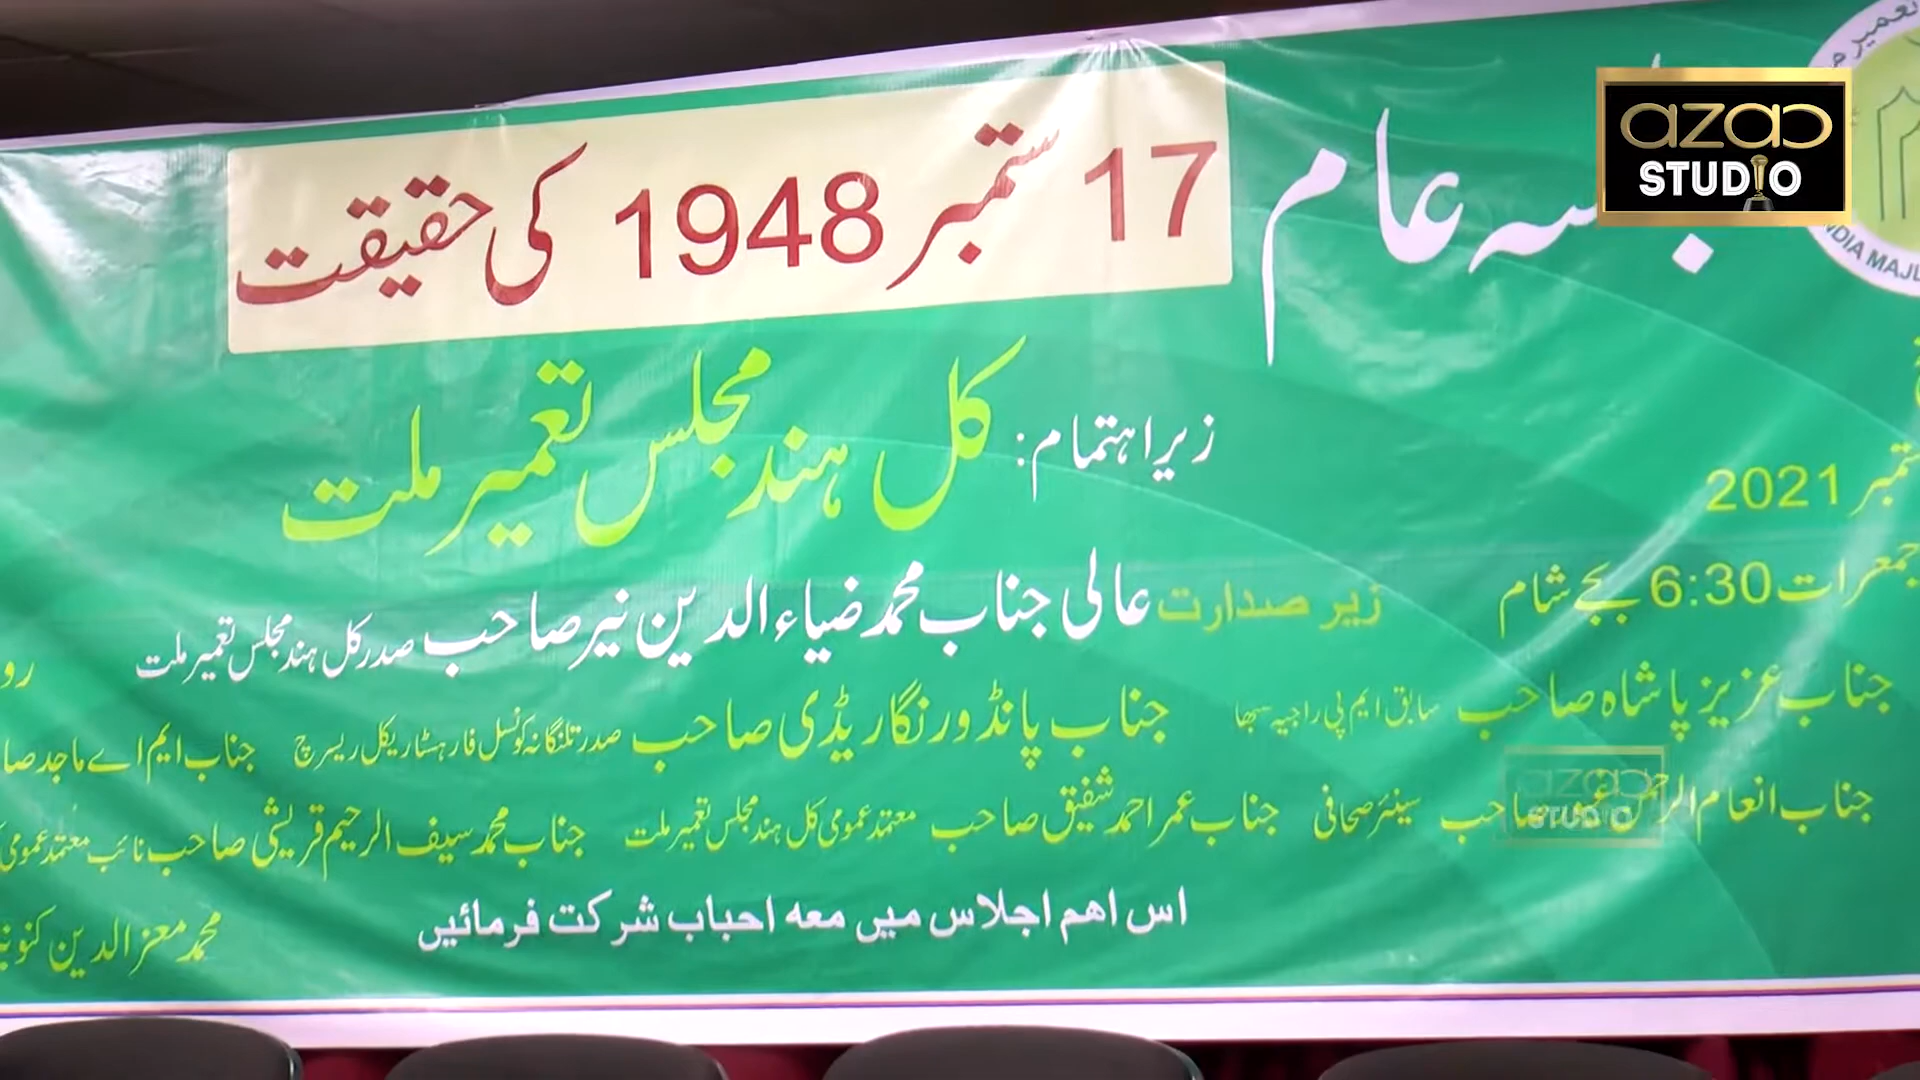 جلسہ عام
17 ستمبر 1948 کی حقیقت
زیر اہتمام: کل ہند مجلس تعمیر ملت
ستمبر 2021
جمعرات 6:30 بجے شام
زیر صدارت عالی جناب محمد ضیاء الدین نیر صاحب صدر کل ہند مجلس تعمیر ملت
جناب عزیز پاشاہ صاحب سابق ایم پی راجیہ سبھا جناب پانڈورنگا ریڈی صاحب صدر تلنگانہ کونسل فار ہسٹاریکل ریسرچ جناب ایم اے ماجد
جناب انعام الرحمن صاحب سینئر صحافی جناب عمر احمد شفیق صاحب معتمد عمومی کل ہند مجلس تعمیر ملت جناب محمد سیف الرحیم قریشی صاحب نائب معتمد عمومی
اس اہم اجلاس میں معہ احباب شرکت فرمائیں
محمد معز الدین
azad
STUDIO
azad
STUDIO